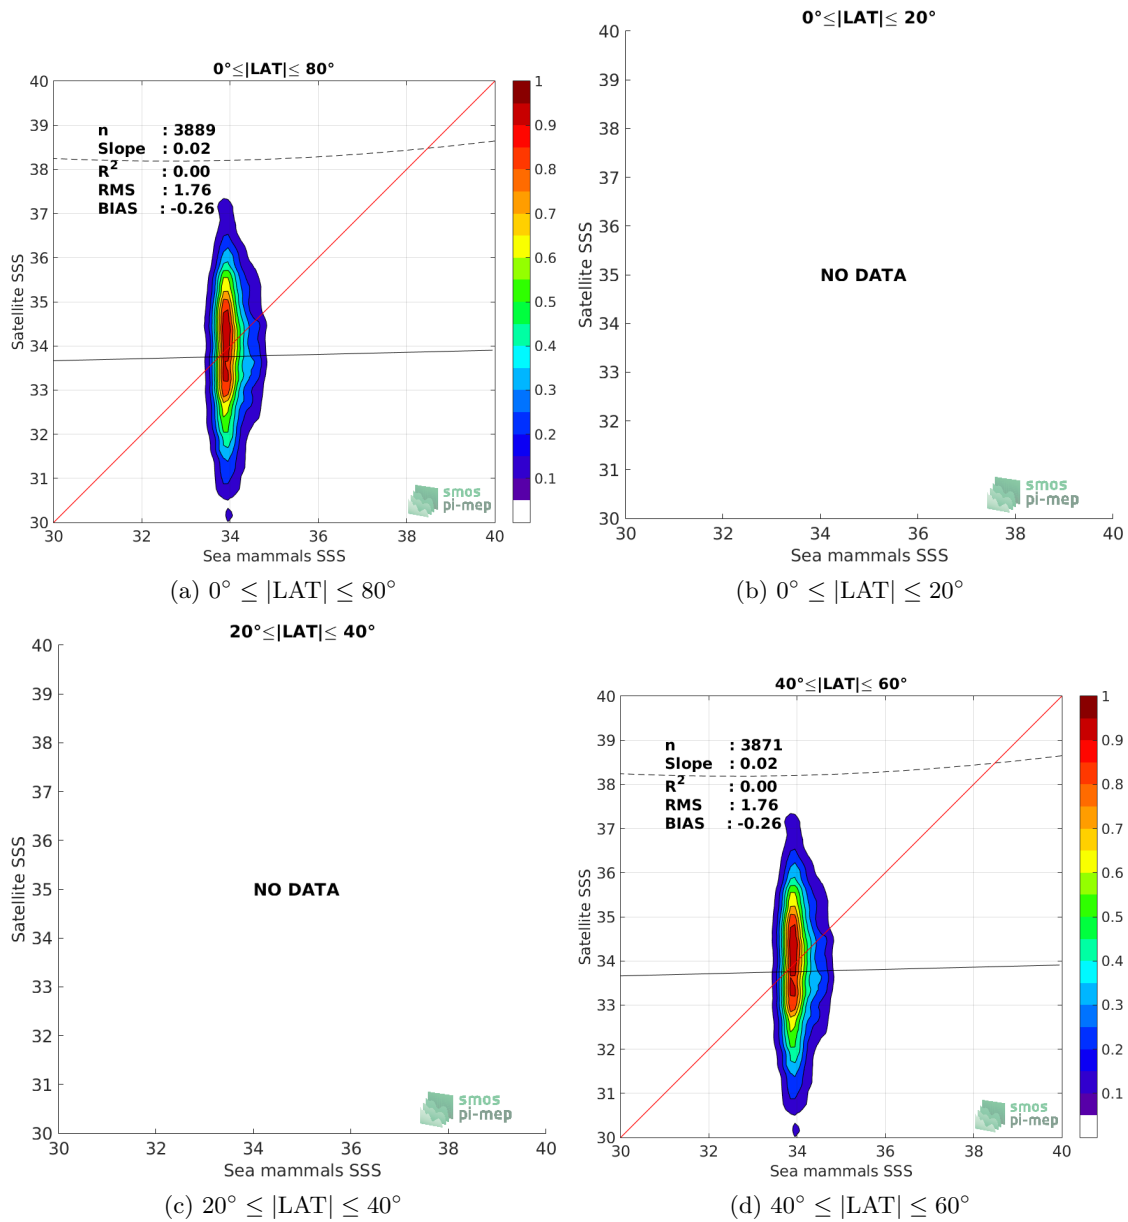 0°≤|LAT|≤ 80°
40
39
38
37
36
35
34
33
32
31
30
Satellite SSS
n : 3889
Slope : 0.02
R² : 0.00
RMS : 1.76
BIAS : -0.26
1
0.9
0.8
0.7
0.6
0.5
0.4
0.3
0.2
0.1
smos
pi-mep
30 32 34 36 38 40
Sea mammals SSS
(a) 0° ≤ |LAT| ≤ 80°
0°≤|LAT|≤ 20°
40
39
38
37
36
35
34
33
32
31
30
Satellite SSS
NO DATA
smos
pi-mep
30 32 34 36 38 40
Sea mammals SSS
(b) 0° ≤ |LAT| ≤ 20°
20°≤|LAT|≤ 40°
40
39
38
37
36
35
34
33
32
31
30
Satellite SSS
NO DATA
smos
pi-mep
30 32 34 36 38 40
Sea mammals SSS
(c) 20° ≤ |LAT| ≤ 40°
40°≤|LAT|≤ 60°
40
39
38
37
36
35
34
33
32
31
30
Satellite SSS
n : 3871
Slope : 0.02
R² : 0.00
RMS : 1.76
BIAS : -0.26
1
0.9
0.8
0.7
0.6
0.5
0.4
0.3
0.2
0.1
smos
pi-mep
30 32 34 36 38 40
Sea mammals SSS
(d) 40° ≤ |LAT| ≤ 60°